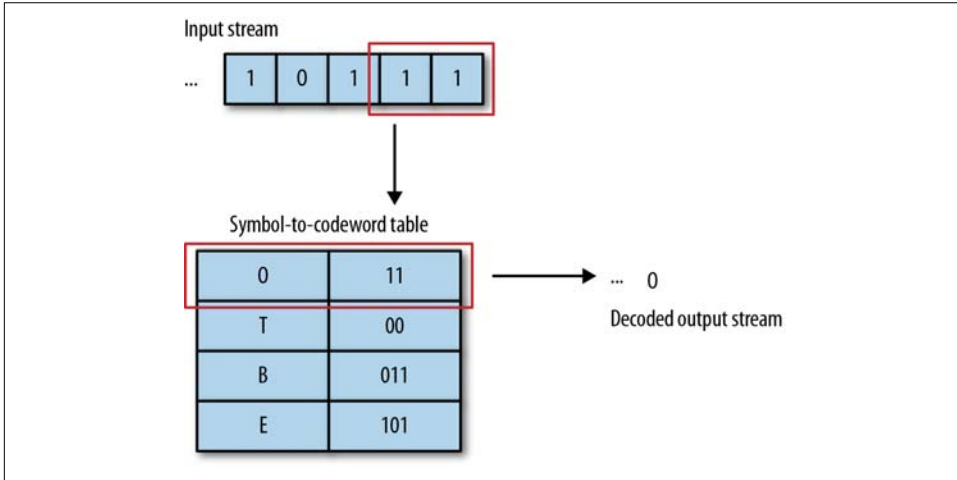 Input stream
... 1 0 1 1 1
Symbol-to-codeword table
O 11
... O
T 00
Decoded output stream
B 011
E 101